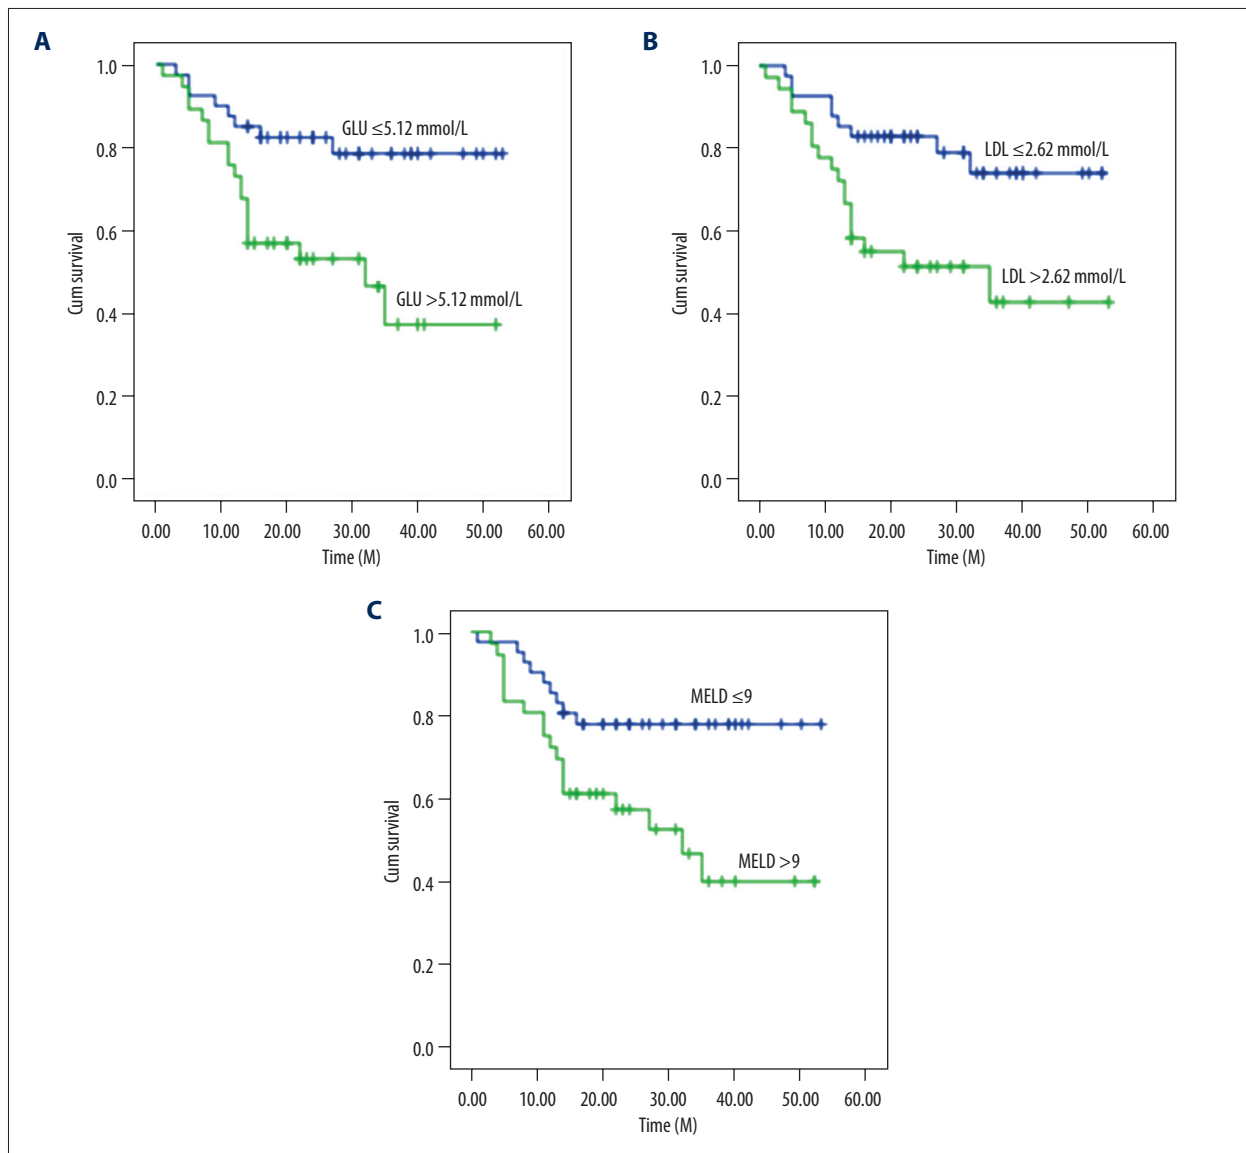 A
1.0
0.8
0.6
0.4
0.2
0.0
Cum survival
GLU ≤5.12 mmol/L
GLU >5.12 mmol/L
0.00 10.00 20.00 30.00 40.00 50.00 60.00
Time (M)
B
1.0
0.8
0.6
0.4
0.2
0.0
Cum survival
LDL ≤2.62 mmol/L
LDL >2.62 mmol/L
0.00 10.00 20.00 30.00 40.00 50.00 60.00
Time (M)
C
1.0
0.8
0.6
0.4
0.2
0.0
Cum survival
MELD ≤9
MELD >9
0.00 10.00 20.00 30.00 40.00 50.00 60.00
Time (M)